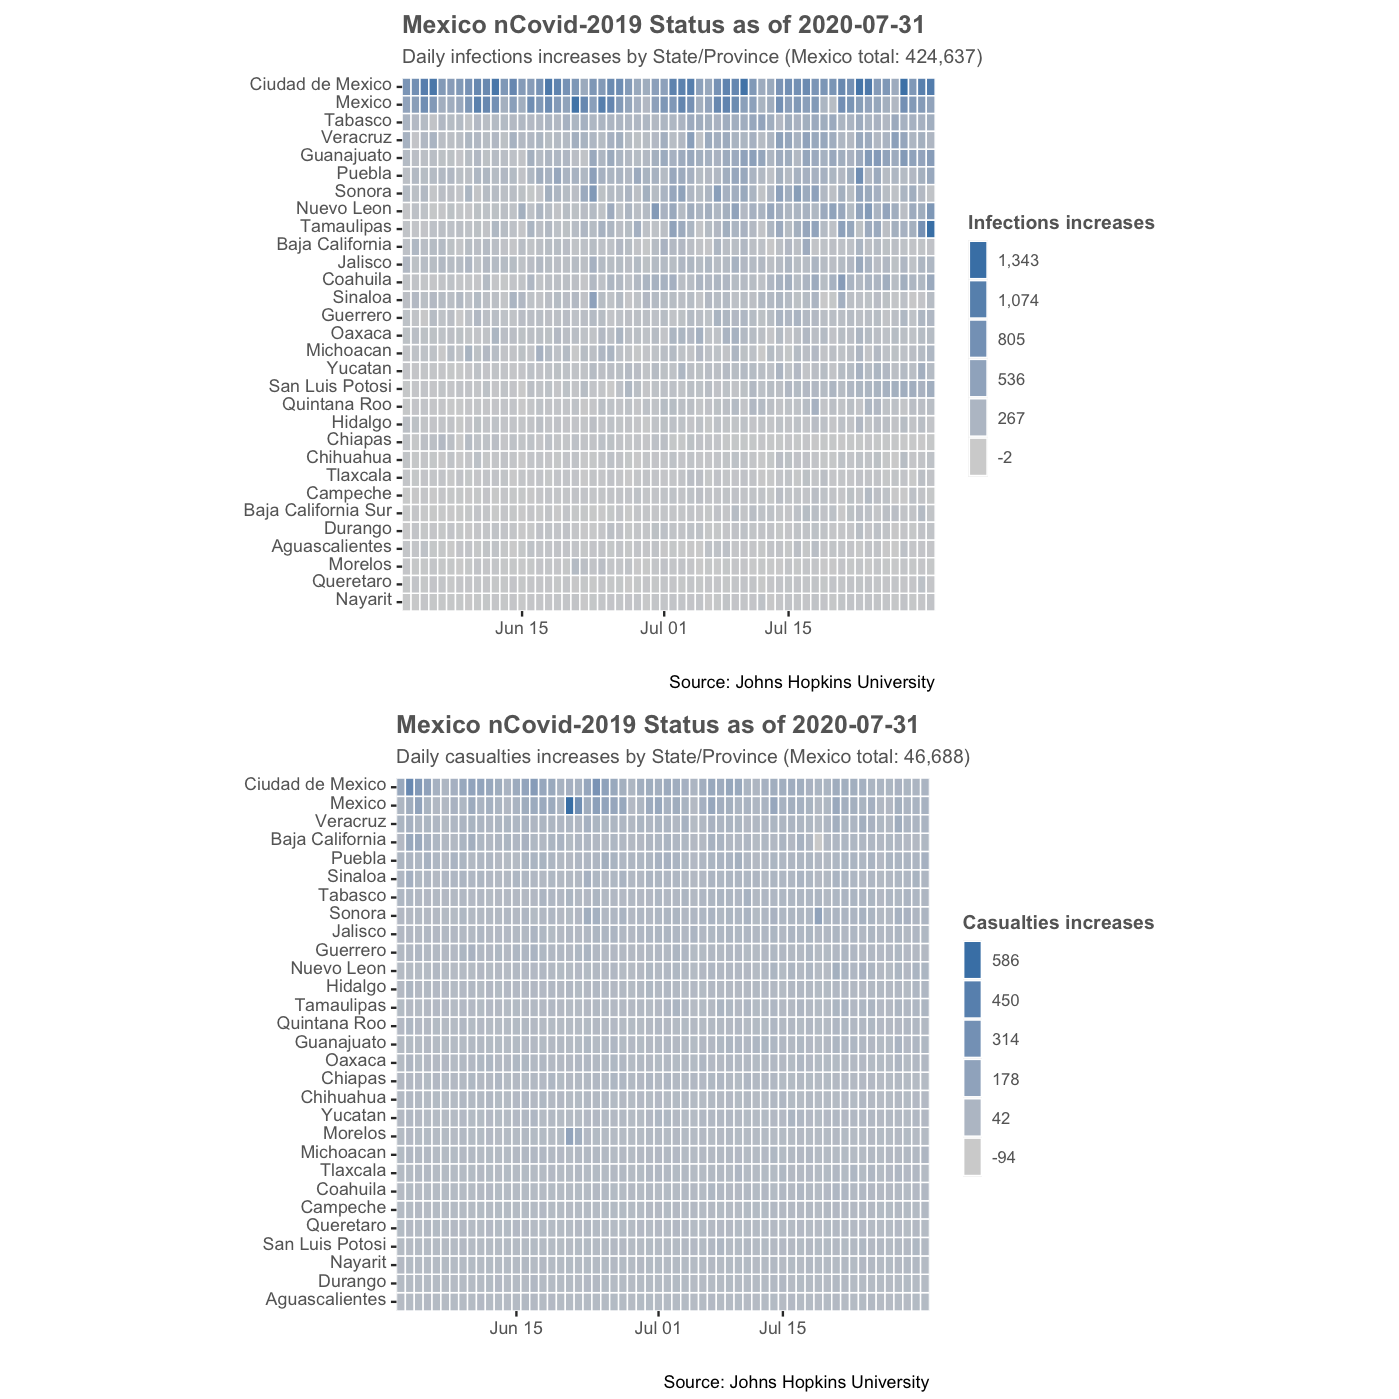 Mexico nCovid-2019 Status as of 2020-07-31
Daily infections increases by State/Province (Mexico total: 424,637)
Ciudad de Mexico
Mexico
Tabasco
Veracruz
Guanajuato
Puebla
Sonora
Nuevo Leon
Tamaulipas
Baja California
Jalisco
Coahuila
Sinaloa
Guerrero
Oaxaca
Michoacan
Yucatan
San Luis Potosi
Quintana Roo
Hidalgo
Chiapas
Chihuahua
Tlaxcala
Campeche
Baja California Sur
Durango
Aguascalientes
Morelos
Queretaro
Nayarit
Jun 15
Jul 01
Jul 15
Infections increases
1,343
1,074
805
536
267
-2
Source: Johns Hopkins University
Mexico nCovid-2019 Status as of 2020-07-31
Daily casualties increases by State/Province (Mexico total: 46,688)
Ciudad de Mexico
Mexico
Veracruz
Baja California
Puebla
Sinaloa
Tabasco
Sonora
Jalisco
Guerrero
Nuevo Leon
Hidalgo
Tamaulipas
Quintana Roo
Guanajuato
Oaxaca
Chiapas
Chihuahua
Yucatan
Morelos
Michoacan
Tlaxcala
Coahuila
Campeche
Queretaro
San Luis Potosi
Nayarit
Durango
Aguascalientes
Jun 15
Jul 01
Jul 15
Casualties increases
586
450
314
178
42
-94
Source: Johns Hopkins University